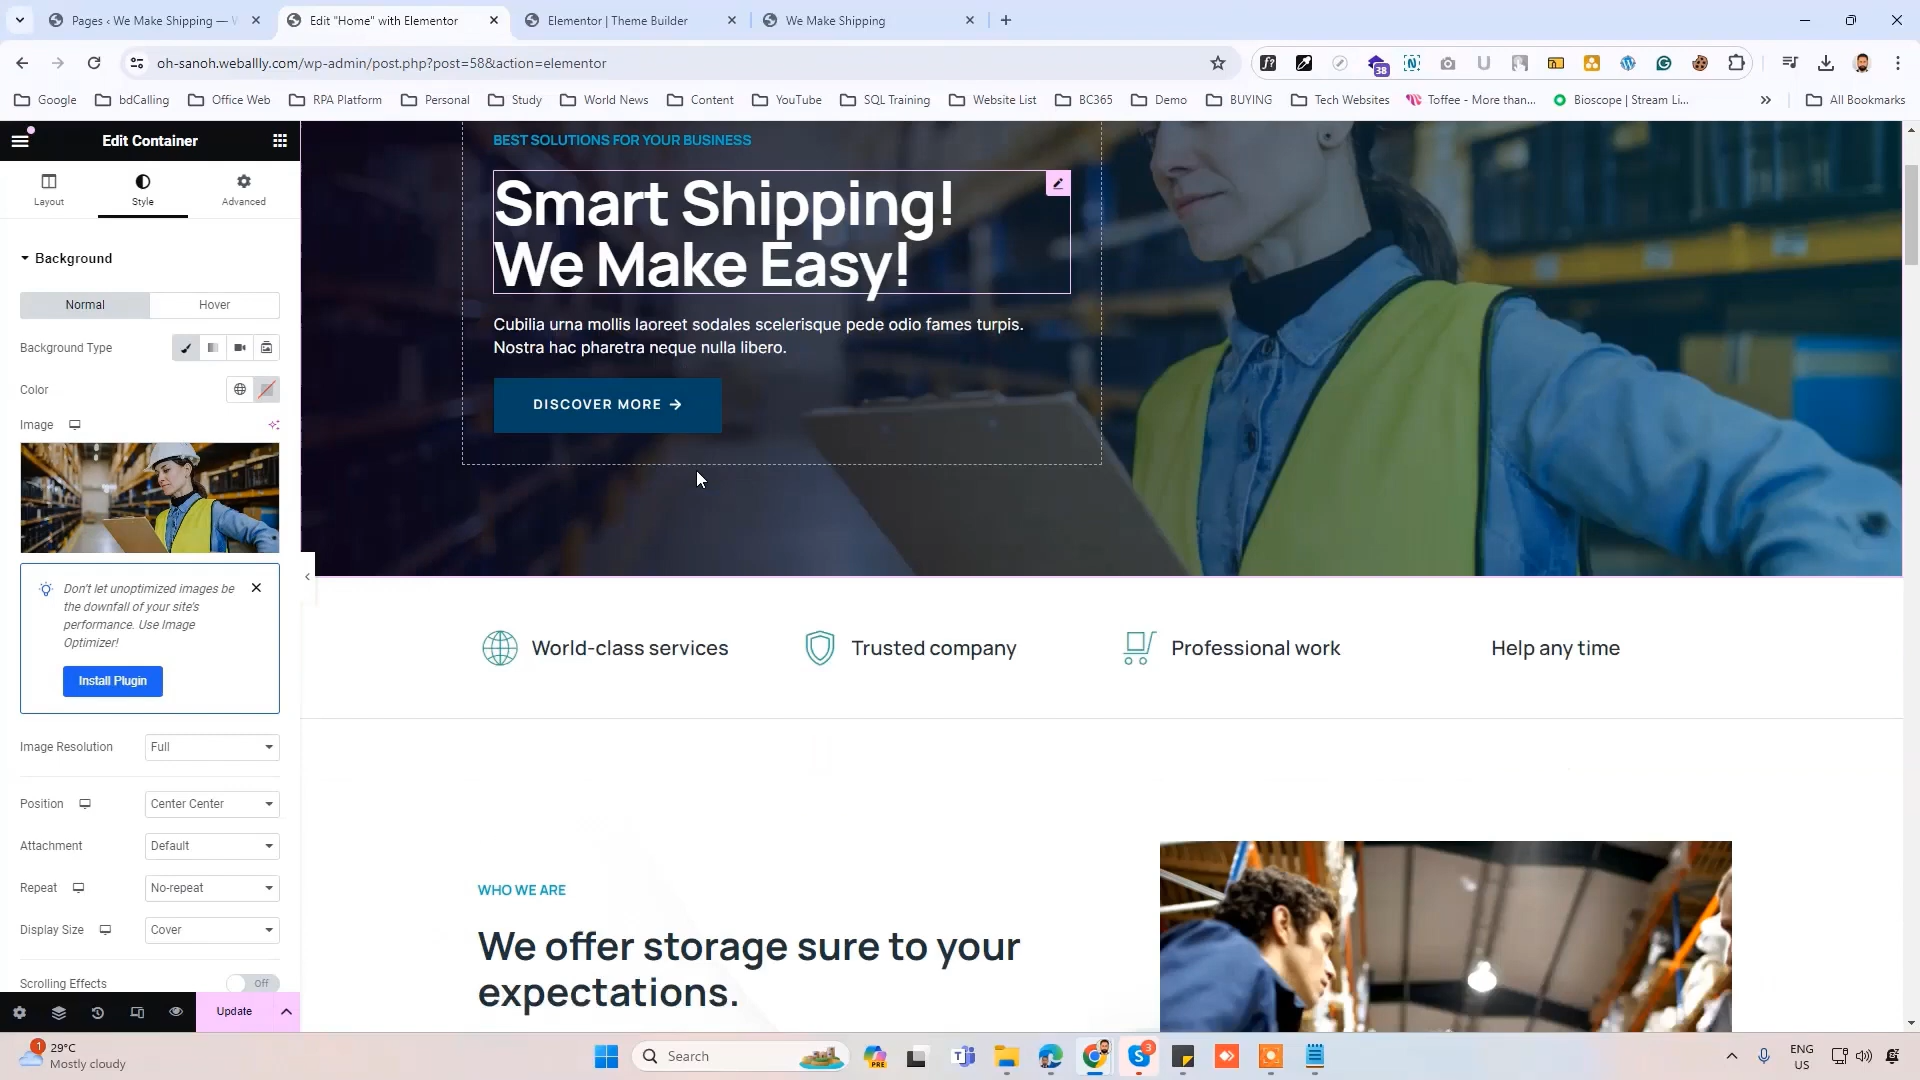 Pages ‹ We Make Shipping —
Edit "Home" with Elementor
Elementor | Theme Builder
We Make Shipping
oh-sanoh.weballly.com/wp-admin/post.php?post=58&action=elementor
38
Google
bdCalling
Office Web
RPA Platform
Personal
Study
World News
Content
YouTube
SQL Training
Website List
BC365
Demo
BUYING
Tech Websites
Toffee - More than...
Bioscope | Stream Li...
All Bookmarks
Edit Container
Layout
Style
Advanced
Background
Normal
Hover
Background Type
Color
Image
Don't let unoptimized images be
the downfall of your site's
performance. Use Image
Optimizer!
Install Plugin
Image Resolution
Full
Position
Center Center
Attachment
Default
Repeat
No-repeat
Display Size
Cover
Scrolling Effects
Off
Update
BEST SOLUTIONS FOR YOUR BUSINESS
Smart Shipping!
We Make Easy!
Cubilia urna mollis laoreet sodales scelerisque pede odio fames turpis.
Nostra hac pharetra neque nulla libero.
DISCOVER MORE →
World-class services
Trusted company
Professional work
Help any time
WHO WE ARE
We offer storage sure to your
expectations.
1
29°C
Mostly cloudy
Search
PRE
3
ENG
US